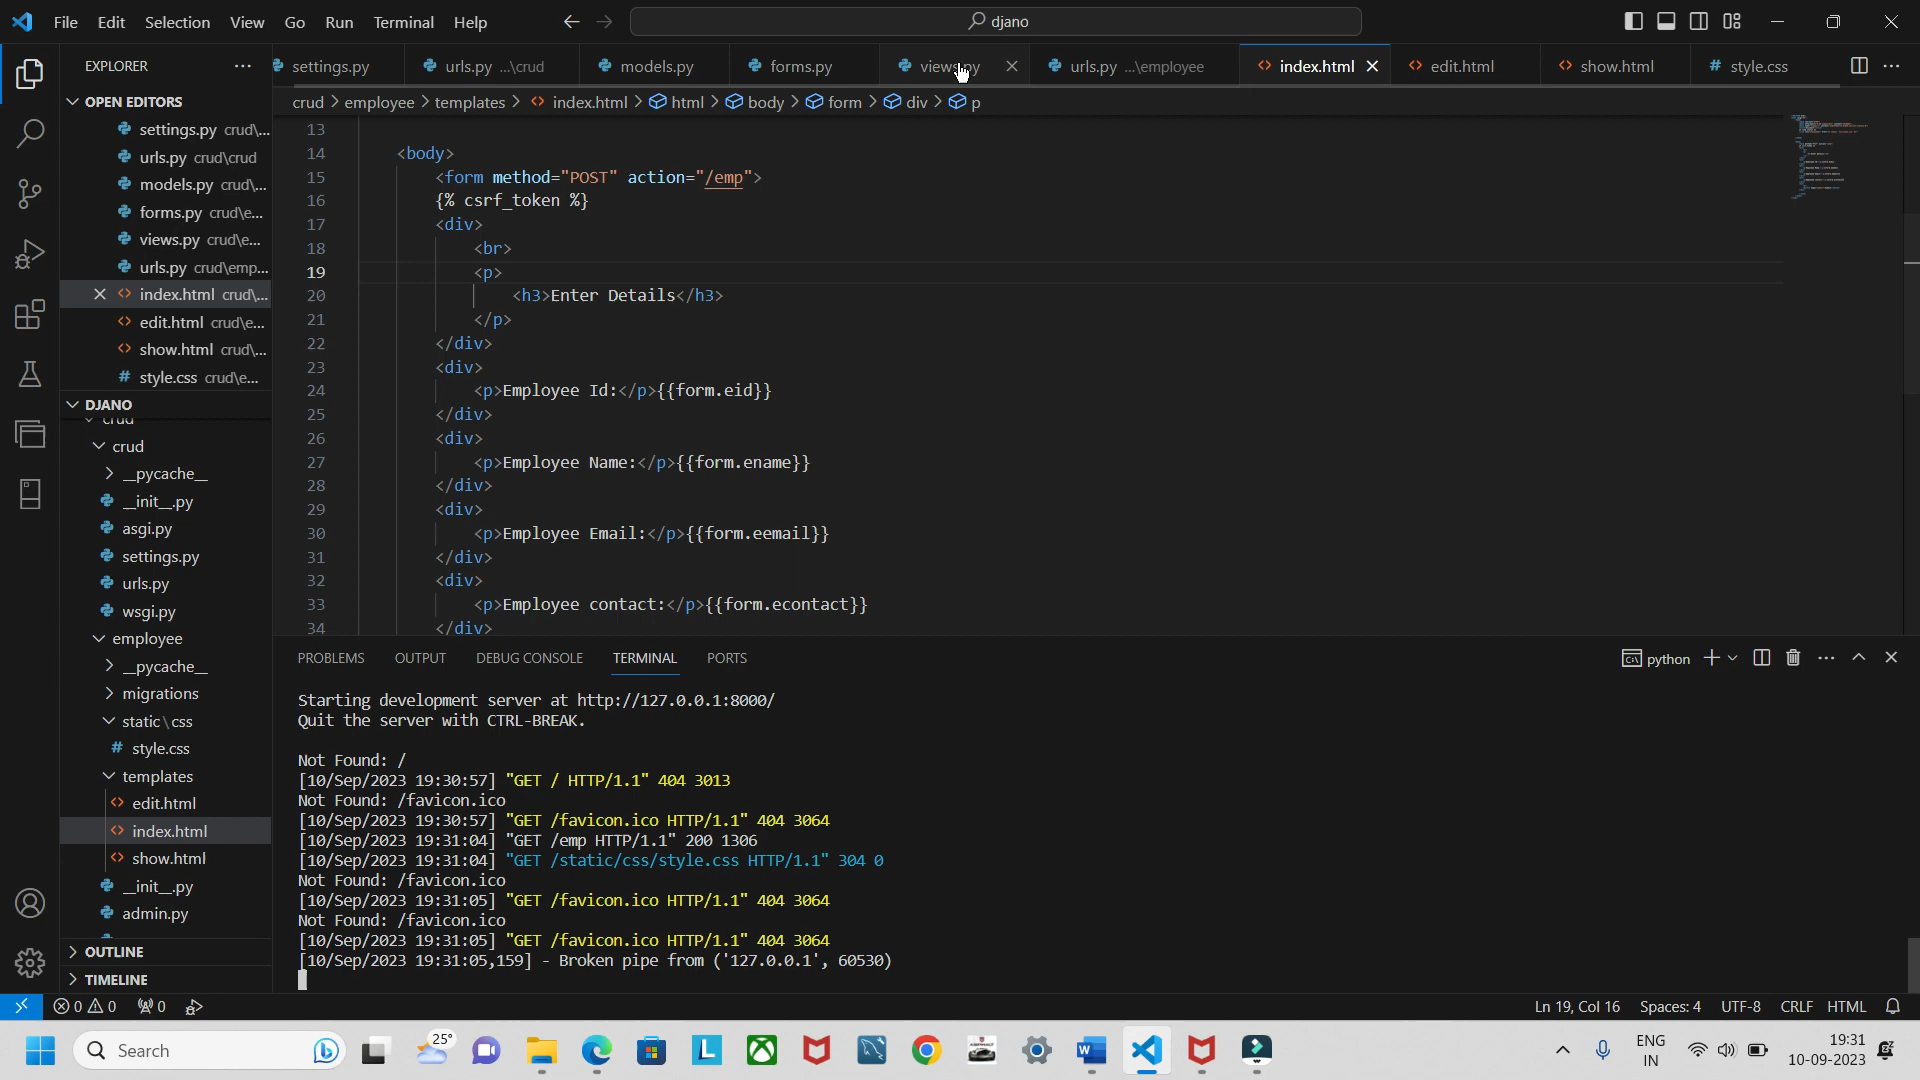 File Edit Selection View Go Run Terminal Help
djano
EXPLORER
settings.py
urls.py ...\crud
models.py
forms.py
urls.py ...\employee
index.html
edit.html
show.html
style.css
OPEN EDITORS
crud > employee > templates > index.html > html > body > form > div > p
settings.py crud\...
urls.py crud\crud
models.py crud\...
forms.py crud\e...
views.py crud\e...
urls.py crud\emp...
index.html crud\...
edit.html crud\e...
show.html crud\...
style.css crud\e...
DJANO
crud
crud
__pycache__
__init__.py
asgi.py
settings.py
urls.py
wsgi.py
employee
__pycache__
migrations
static\css
style.css
templates
edit.html
index.html
show.html
__init__.py
admin.py
OUTLINE
TIMELINE
13
14 <body>
15 <form method="POST" action="/emp">
16 {% csrf_token %}
17 <div>
18 <br>
19 <p>
20 <h3>Enter Details</h3>
21 </p>
22 </div>
23 <div>
24 <p>Employee Id:</p>{{form.eid}}
25 </div>
26 <div>
27 <p>Employee Name:</p>{{form.ename}}
28 </div>
29 <div>
30 <p>Employee Email:</p>{{form.eemail}}
31 </div>
32 <div>
33 <p>Employee contact:</p>{{form.econtact}}
34 </div>
PROBLEMS OUTPUT DEBUG CONSOLE TERMINAL PORTS
python
Starting development server at http://127.0.0.1:8000/
Quit the server with CTRL-BREAK.
Not Found: /
[10/Sep/2023 19:30:57] "GET / HTTP/1.1" 404 3013
Not Found: /favicon.ico
[10/Sep/2023 19:30:57] "GET /favicon.ico HTTP/1.1" 404 3064
[10/Sep/2023 19:31:04] "GET /emp HTTP/1.1" 200 1306
[10/Sep/2023 19:31:04] "GET /static/css/style.css HTTP/1.1" 304 0
Not Found: /favicon.ico
[10/Sep/2023 19:31:05] "GET /favicon.ico HTTP/1.1" 404 3064
Not Found: /favicon.ico
[10/Sep/2023 19:31:05] "GET /favicon.ico HTTP/1.1" 404 3064
[10/Sep/2023 19:31:05,159] - Broken pipe from ('127.0.0.1', 60530)
0 0 0
Ln 19, Col 16 Spaces: 4 UTF-8 CRLF HTML
Search
25°
ENG
IN
19:31
10-09-2023